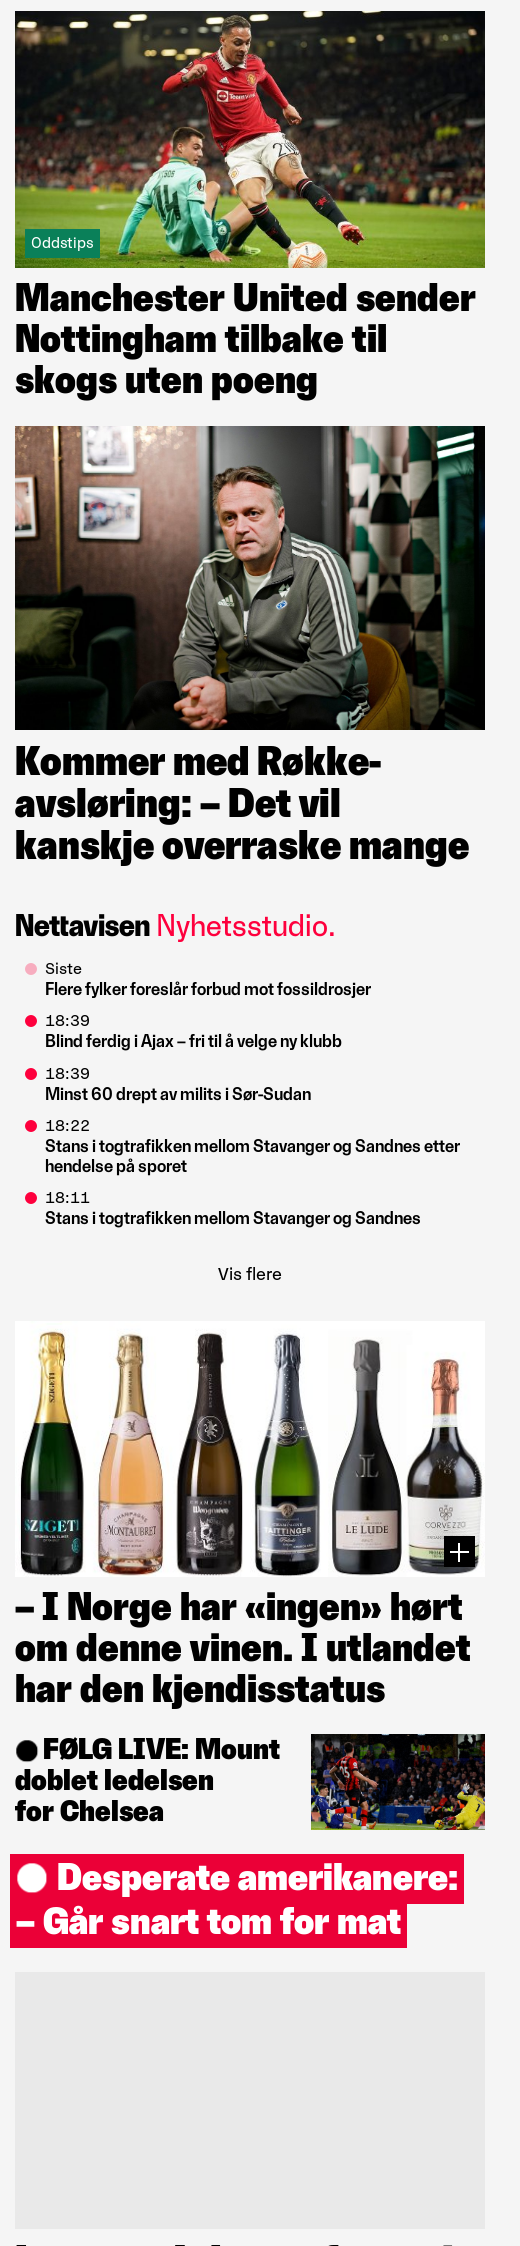 Oddstips
Manchester United sender
Nottingham tilbake til
skogs uten poeng
Kommer med Røkke-
avsløring: – Det vil
kanskje overraske mange
Nettavisen Nyhetsstudio.
Siste
Flere fylker foreslår forbud mot fossildrosjer
18:39
Blind ferdig i Ajax – fri til å velge ny klubb
18:39
Minst 60 drept av milits i Sør-Sudan
18:22
Stans i togtrafikken mellom Stavanger og Sandnes etter
hendelse på sporet
18:11
Stans i togtrafikken mellom Stavanger og Sandnes
Vis flere
SZIGETI
CHAMPAGNE
MONTAUBRET
CHAMPAGNE
TAITTINGER
LE LUDE
CORVEZZO
– I Norge har «ingen» hørt
om denne vinen. I utlandet
har den kjendisstatus
FØLG LIVE: Mount
doblet ledelsen
for Chelsea
Desperate amerikanere:
– Går snart tom for mat